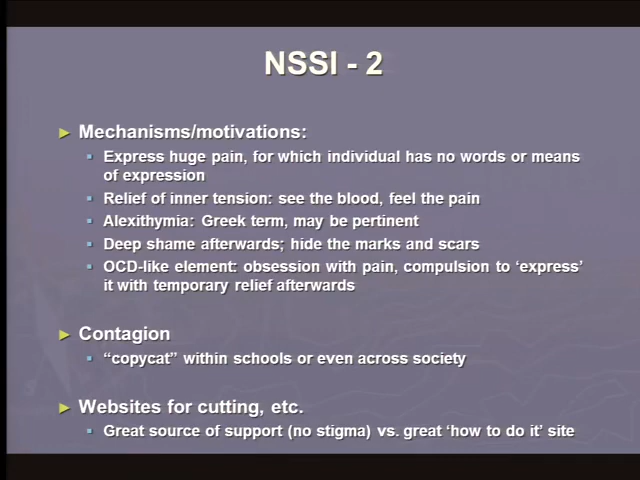 NSSI - 2
Mechanisms/motivations:
Express huge pain, for which individual has no words or means
of expression
Relief of inner tension: see the blood, feel the pain
Alexithymia: Greek term, may be pertinent
Deep shame afterwards; hide the marks and scars
OCD-like element: obsession with pain, compulsion to ‘express’
it with temporary relief afterwards
Contagion
“copycat” within schools or even across society
Websites for cutting, etc.
Great source of support (no stigma) vs. great ‘how to do it’ site